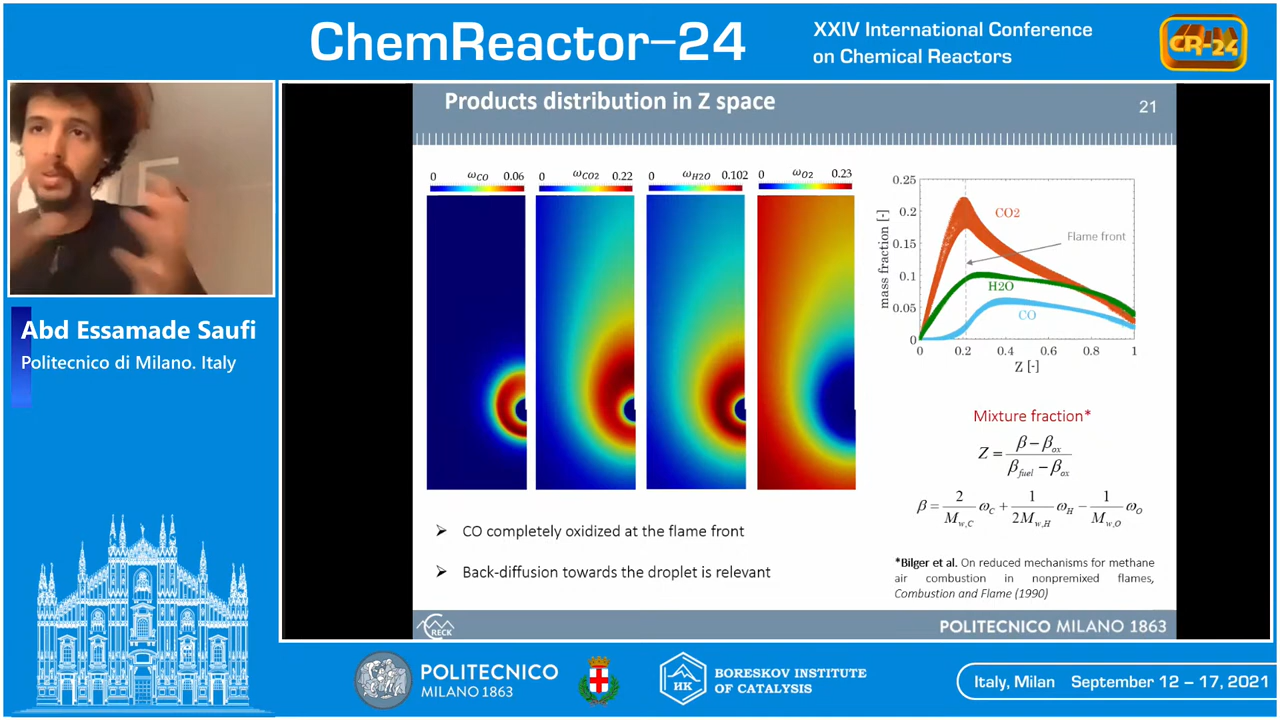 ChemReactor–24
XXIV International Conference
on Chemical Reactors
CR-24
Products distribution in Z space
21
0 ωCO 0.06
0 ωCO2 0.22
0 ωH2O 0.102
0 ωO2 0.23
0.25
0.2
0.15
0.1
0.05
0
mass fraction [-]
CO2
Flame front
H2O
CO
0 0.2 0.4 0.6 0.8 1
Z [-]
Abd Essamade Saufi
Politecnico di Milano. Italy
Mixture fraction*
Z = (β − βox) / (βfuel − βox)
β = 2/Mw,C ωC + 1/2Mw,H ωH − 1/Mw,O ωO
➢ CO completely oxidized at the flame front
➢ Back-diffusion towards the droplet is relevant
*Bilger et al. On reduced mechanisms for methane
air combustion in nonpremixed flames,
Combustion and Flame (1990)
CRECK
POLITECNICO MILANO 1863
POLITECNICO
MILANO 1863
НК
BORESKOV INSTITUTE
OF CATALYSIS
Italy, Milan September 12 – 17, 2021